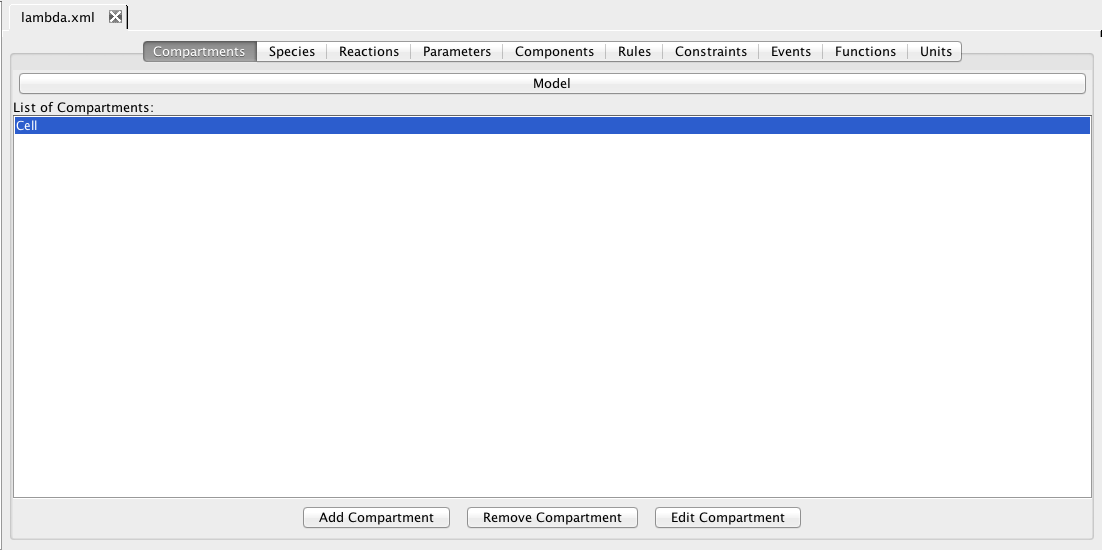 lambda.xml
Compartments Species Reactions Parameters Components Rules Constraints Events Functions Units
Model
List of Compartments:
Cell
Add Compartment Remove Compartment Edit Compartment